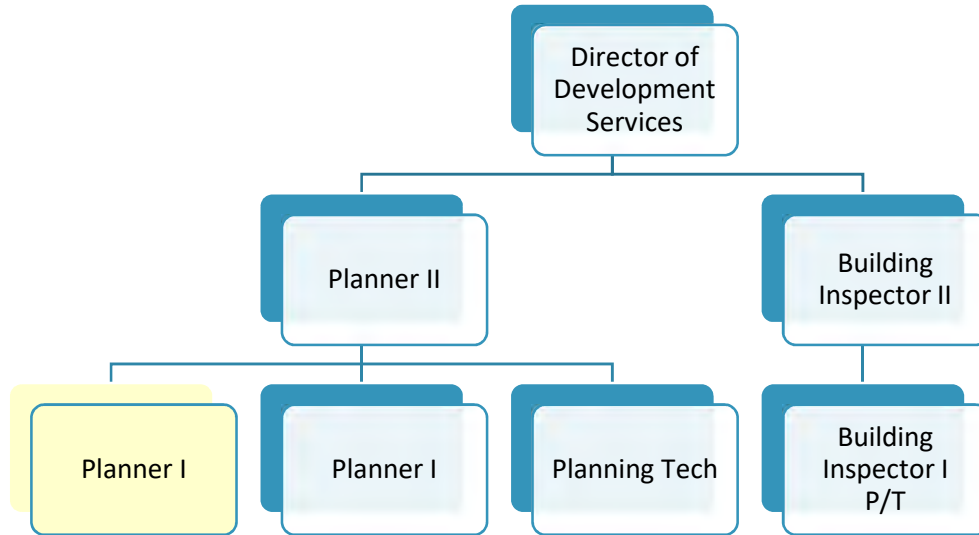 Director of
Development
Services
Planner II
Building
Inspector II
Planner I
Planner I
Planning Tech
Building
Inspector I
P/T